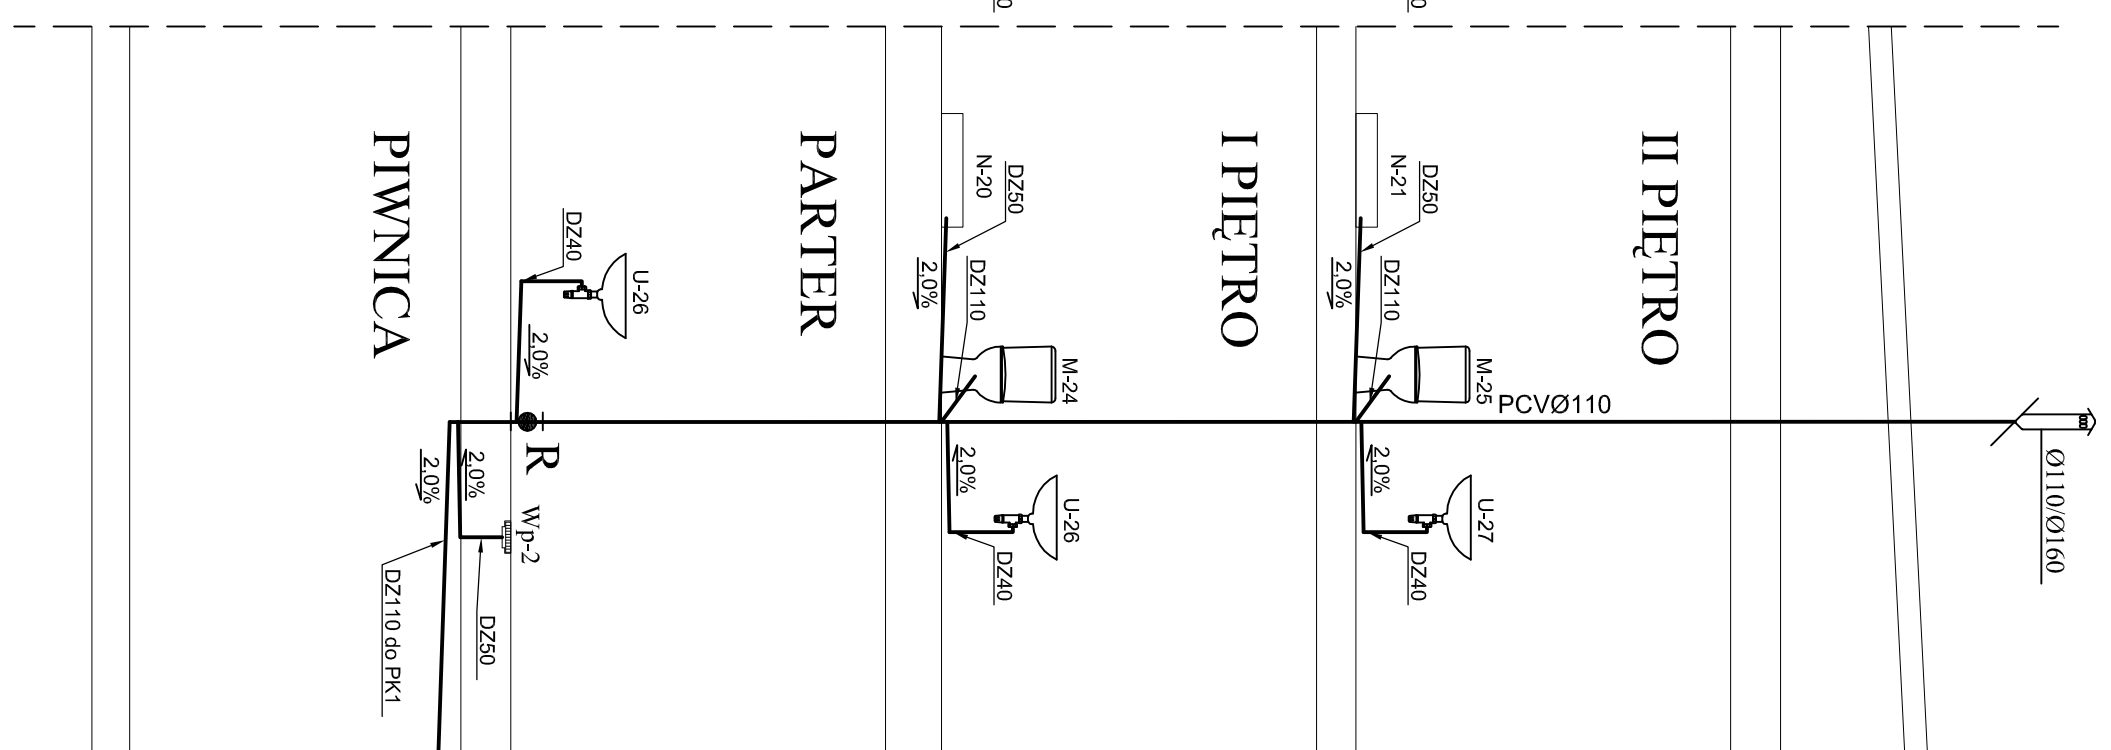 Ø110/Ø160
PCVØ110
II PIĘTRO
DZ50
N-21
2,0%
DZ110
M-25
2,0%
U-27
DZ40
I PIĘTRO
DZ50
N-20
2,0%
DZ110
M-24
2,0%
U-26
DZ40
PARTER
DZ40
U-26
2,0%
R
Wp-2
2,0%
DZ50
PIWNICA
2,0%
DZ110 do PK1